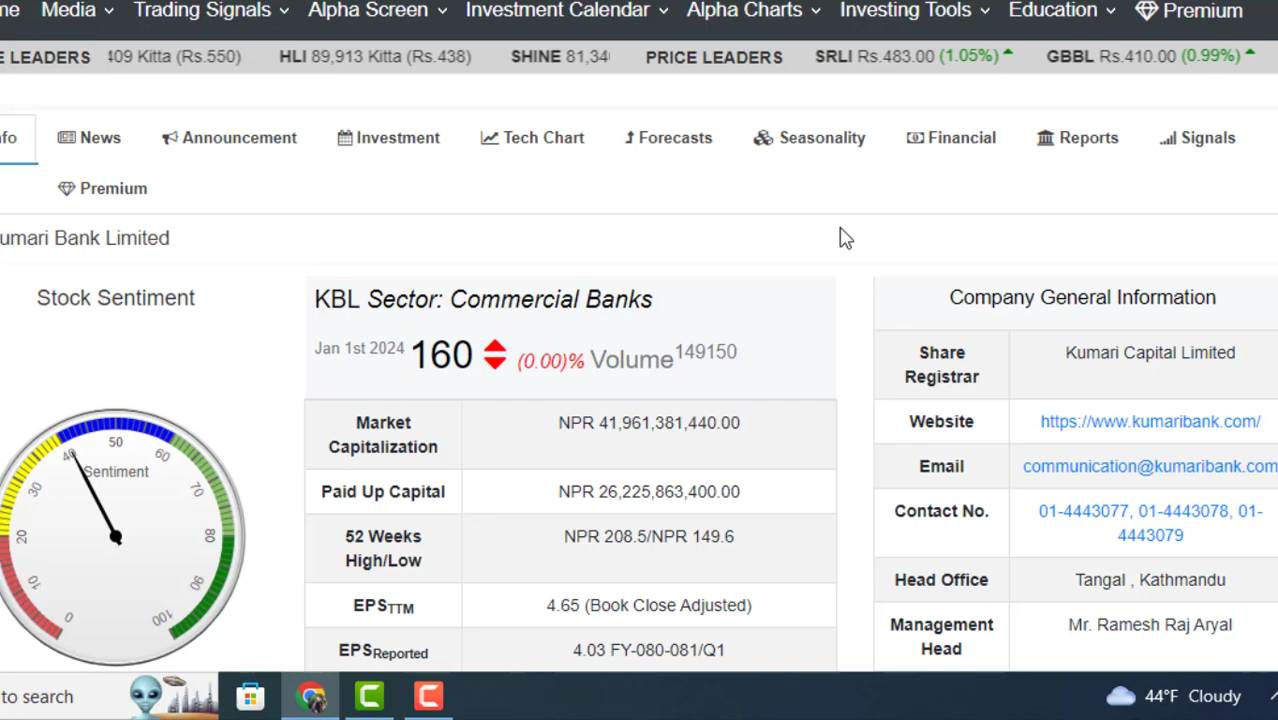 me Media Trading Signals Alpha Screen Investment Calendar Alpha Charts Investing Tools Education Premium
E LEADERS 409 Kitta (Rs.550) HLI 89,913 Kitta (Rs.438) SHINE 81,34 PRICE LEADERS SRLI Rs.483.00 (1.05%) GBBL Rs.410.00 (0.99%)
nfo News Announcement Investment Tech Chart Forecasts Seasonality Financial Reports Signals
Premium
umari Bank Limited
Stock Sentiment
0 10 20 30 40 50 60 70 80 90 100
Sentiment
KBL Sector: Commercial Banks
Jan 1st 2024 160 (0.00)% Volume 149150
Market Capitalization NPR 41,961,381,440.00
Paid Up Capital NPR 26,225,863,400.00
52 Weeks High/Low NPR 208.5/NPR 149.6
EPSTTM 4.65 (Book Close Adjusted)
EPSReported 4.03 FY-080-081/Q1
Company General Information
Share Registrar Kumari Capital Limited
Website https://www.kumaribank.com/
Email communication@kumaribank.com
Contact No. 01-4443077, 01-4443078, 01-
4443079
Head Office Tangal , Kathmandu
Management Head Mr. Ramesh Raj Aryal
to search
44°F Cloudy